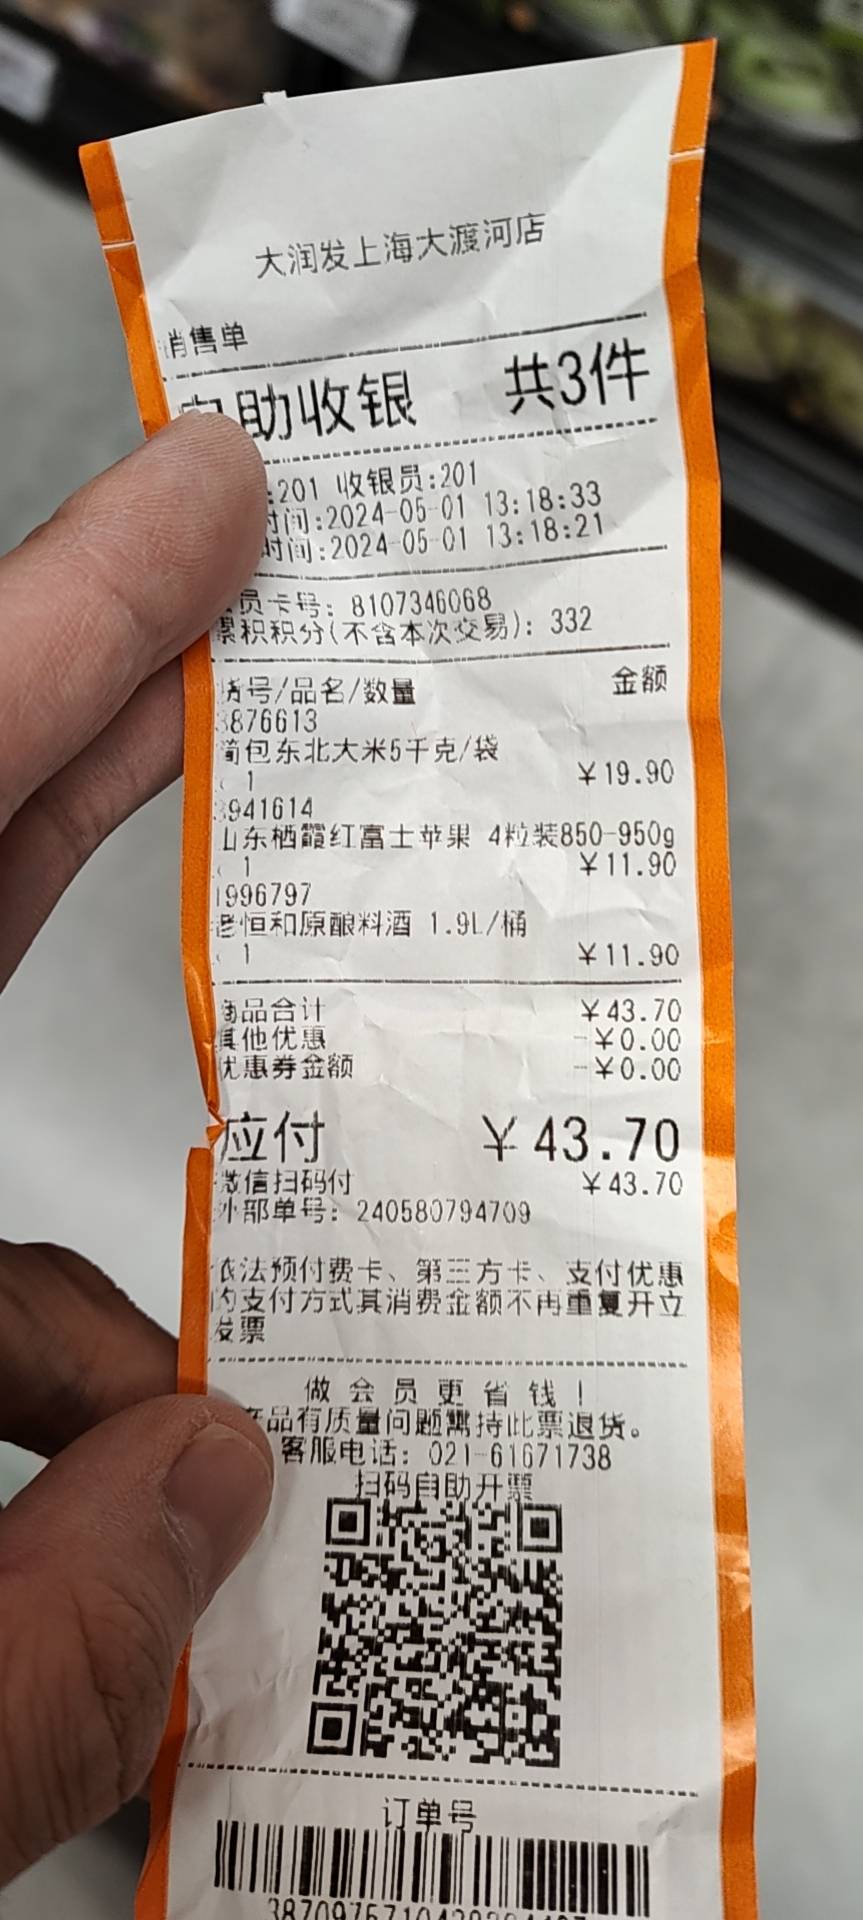 大润发上海大渡河店
销售单
自助收银 共3件
:201 收银员:201
时间:2024-05-01 13:18:33
时间:2024-05-01 13:18:21
员卡号: 8107346068
累积积分(不含本次交易): 332
货号/品名/数量 金额
3876613
简包东北大米5千克/袋
1 ￥19.90
3941614
山东栖霞红富士苹果 4粒装850-950g
1 ￥11.90
1996797
老恒和原酿料酒 1.9L/桶
1 ￥11.90
商品合计 ￥43.70
其他优惠 -￥0.00
优惠券金额 -￥0.00
应付 ￥43.70
微信扫码付 ￥43.70
外部单号: 240580794709
依法预付费卡、第三方卡、支付优惠
的支付方式其消费金额不再重复开立
发票
做会员更省钱!
产品有质量问题需持此票退货。
客服电话: 021-61671738
扫码自助开票
订单号